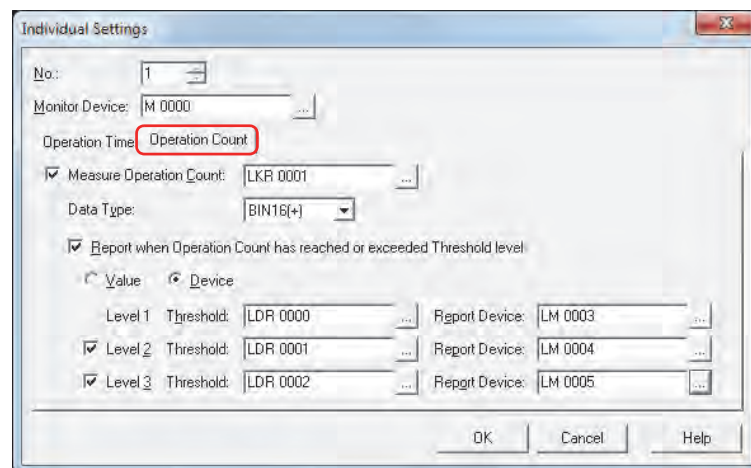 Individual Settings
No.: 1
Monitor Device: M 0000 ...
Operation Time Operation Count
Measure Operation Count: LKR 0001 ...
Data Type: BIN16(+)
Report when Operation Count has reached or exceeded Threshold level
Value Device
Level 1 Threshold: LDR 0000 ... Report Device: LM 0003 ...
Level 2 Threshold: LDR 0001 ... Report Device: LM 0004 ...
Level 3 Threshold: LDR 0002 ... Report Device: LM 0005 ...
OK Cancel Help